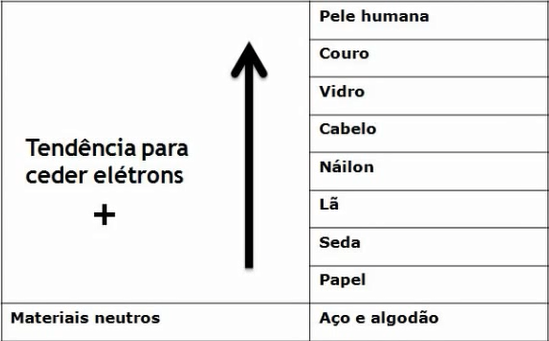 Pele humana
Couro
Vidro
Cabelo
Tendência para
ceder elétrons
+
Náilon
Lã
Seda
Papel
Materiais neutros
Aço e algodão